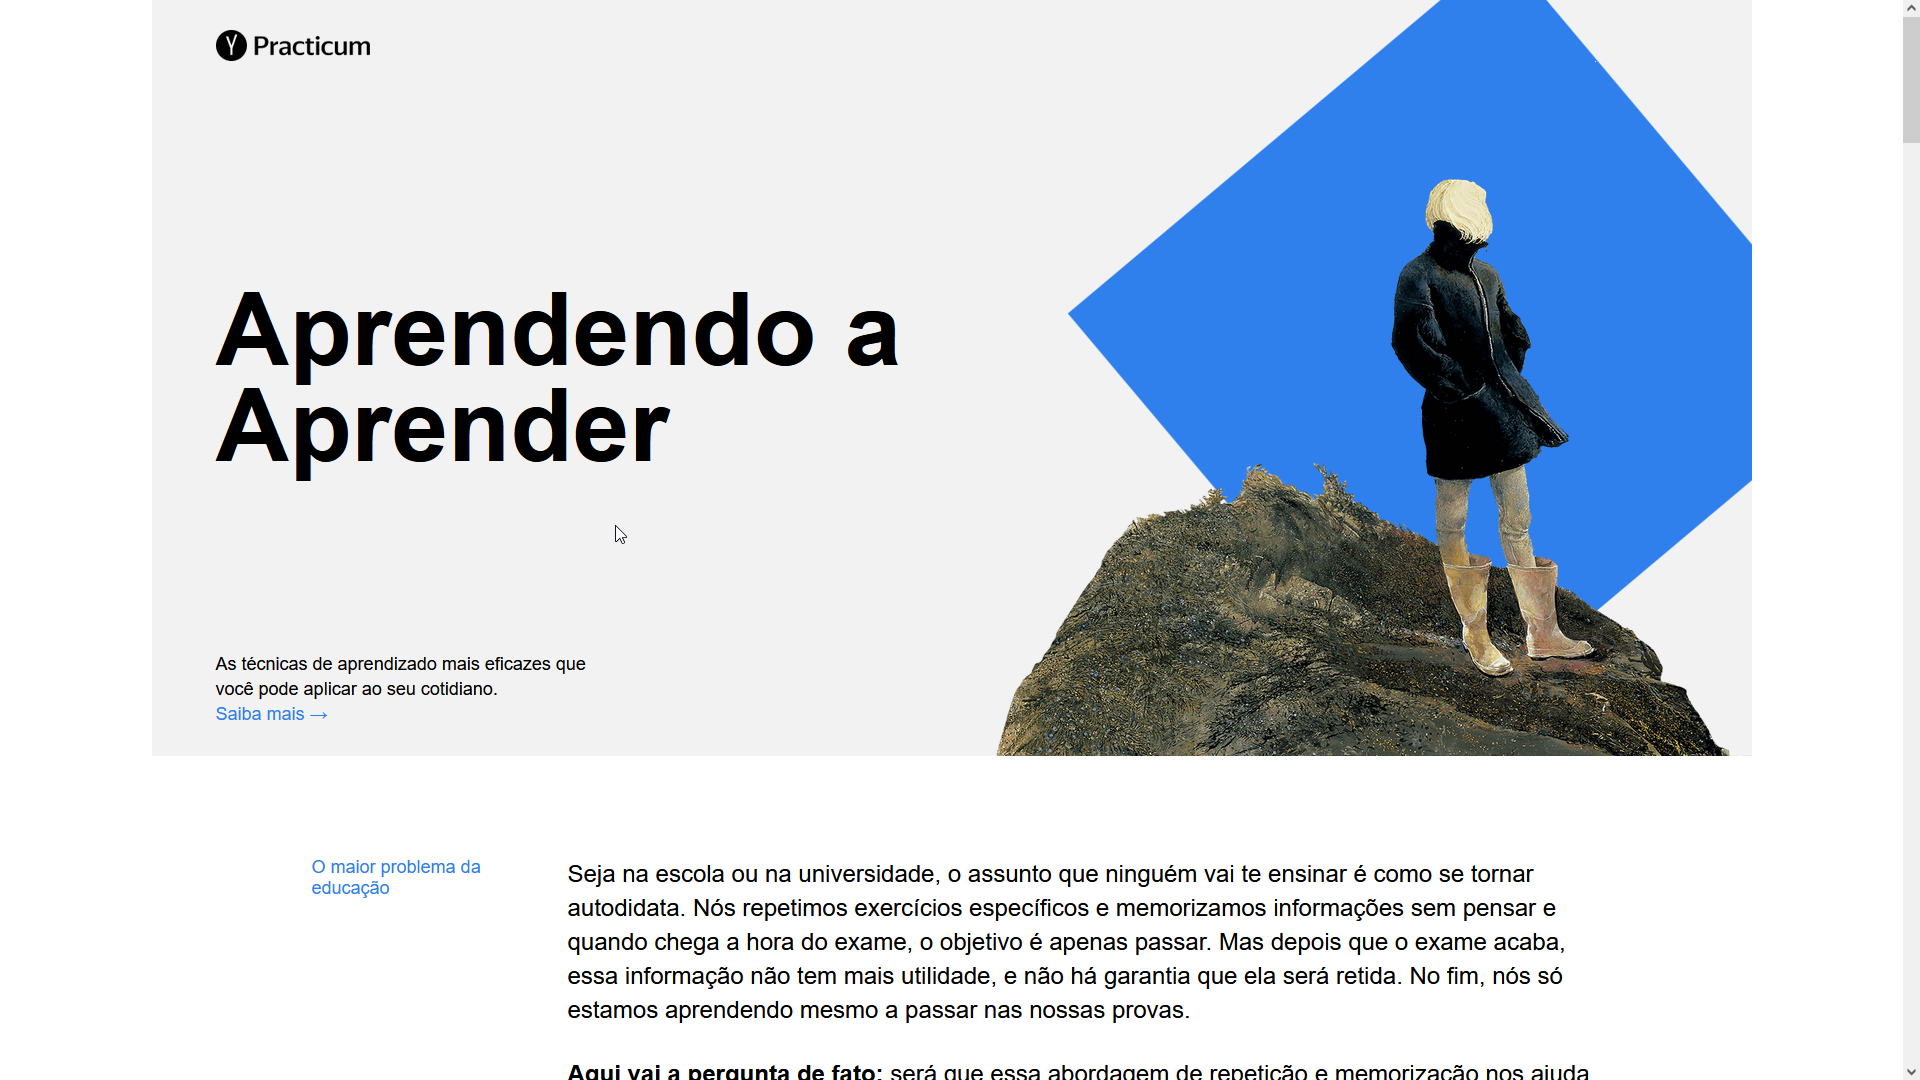 Practicum
Aprendendo a
Aprender
As técnicas de aprendizado mais eficazes que
você pode aplicar ao seu cotidiano.
Saiba mais →
O maior problema da
educação
Seja na escola ou na universidade, o assunto que ninguém vai te ensinar é como se tornar
autodidata. Nós repetimos exercícios específicos e memorizamos informações sem pensar e
quando chega a hora do exame, o objetivo é apenas passar. Mas depois que o exame acaba,
essa informação não tem mais utilidade, e não há garantia que ela será retida. No fim, nós só
estamos aprendendo mesmo a passar nas nossas provas.
Aqui vai a pergunta de fato: será que essa abordagem de repetição e memorização nos ajuda